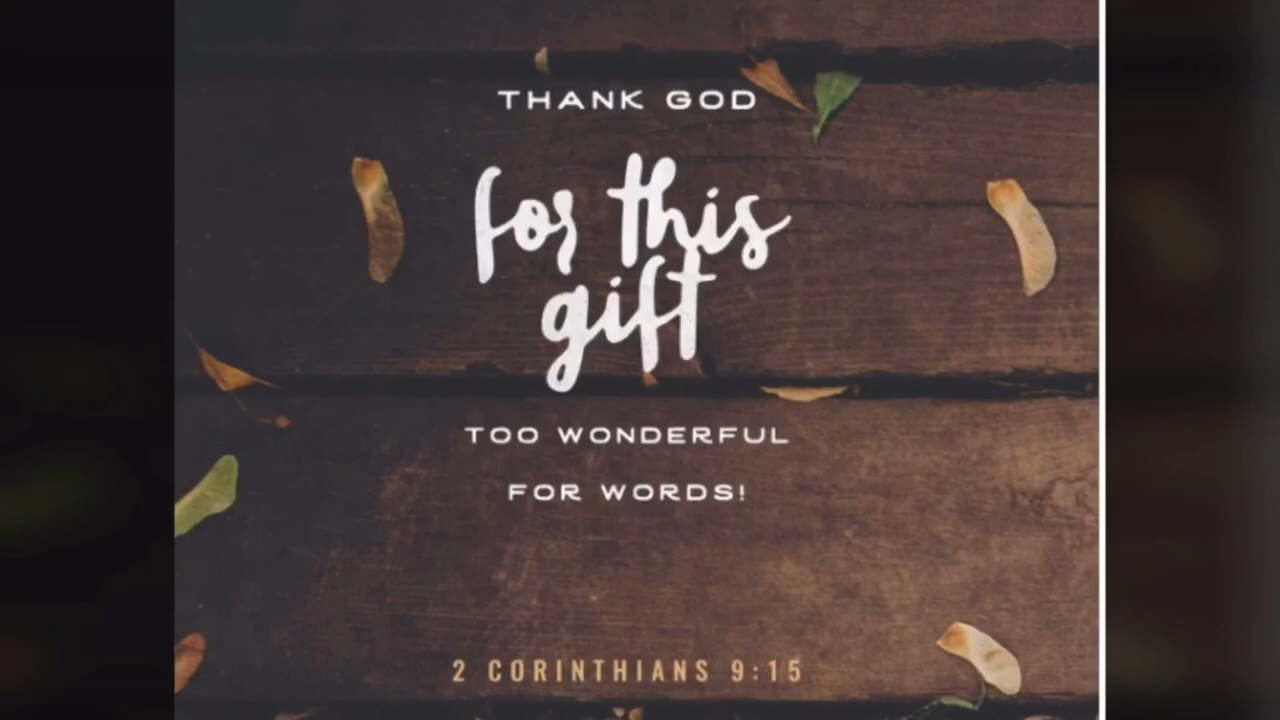 THANK GOD
for this
gift
TOO WONDERFUL
FOR WORDS!
2 CORINTHIANS 9:15